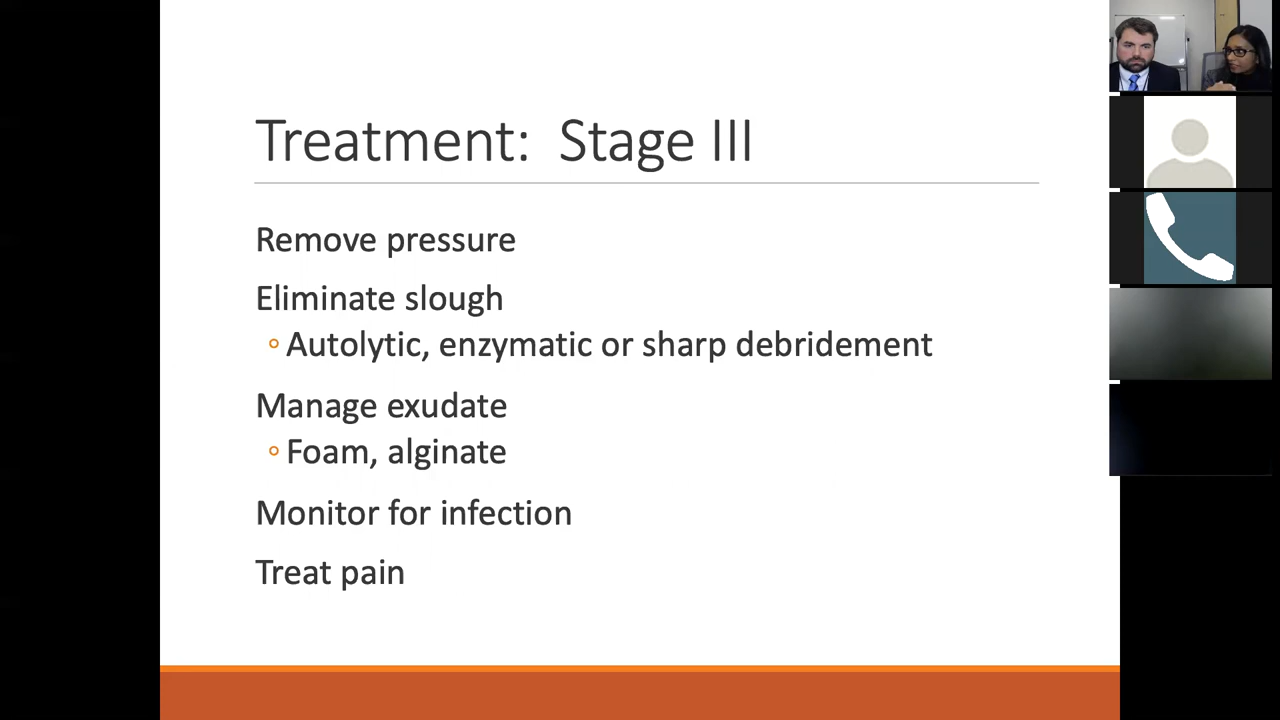 Treatment: Stage III
Remove pressure
Eliminate slough
◦Autolytic, enzymatic or sharp debridement
Manage exudate
◦Foam, alginate
Monitor for infection
Treat pain